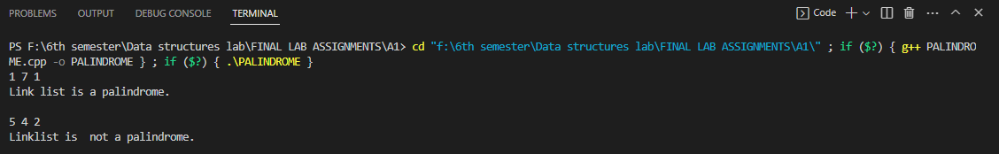 PROBLEMS OUTPUT DEBUG CONSOLE TERMINAL Code
PS F:\6th semester\Data structures lab\FINAL LAB ASSIGNMENTS\A1> cd "f:\6th semester\Data structures lab\FINAL LAB ASSIGNMENTS\A1\" ; if ($?) { g++ PALINDRO
ME.cpp -o PALINDROME } ; if ($?) { .\PALINDROME }
1 7 1
Link list is a palindrome.
5 4 2
Linklist is  not a palindrome.